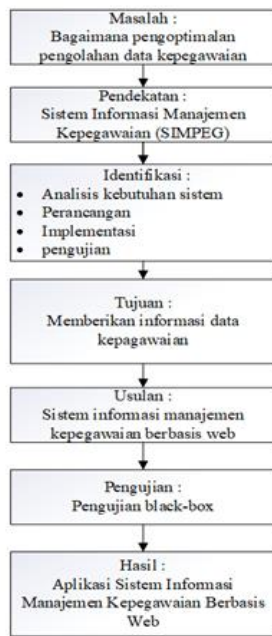 Masalah :
Bagaimana pengoptimalan
pengolahan data kepegawaian
Pendekatan :
Sistem Informasi Manajemen
Kepegawaian (SIMPEG)
Identifikasi :
• Analisis kebutuhan sistem
• Perancangan
• Implementasi
• pengujian
Tujuan :
Memberikan informasi data
kepagawaian
Usulan :
Sistem informasi manajemen
kepegawaian berbasis web
Pengujian :
Pengujian black-box
Hasil :
Aplikasi Sistem Informasi
Manajemen Kepegawaian Berbasis
Web